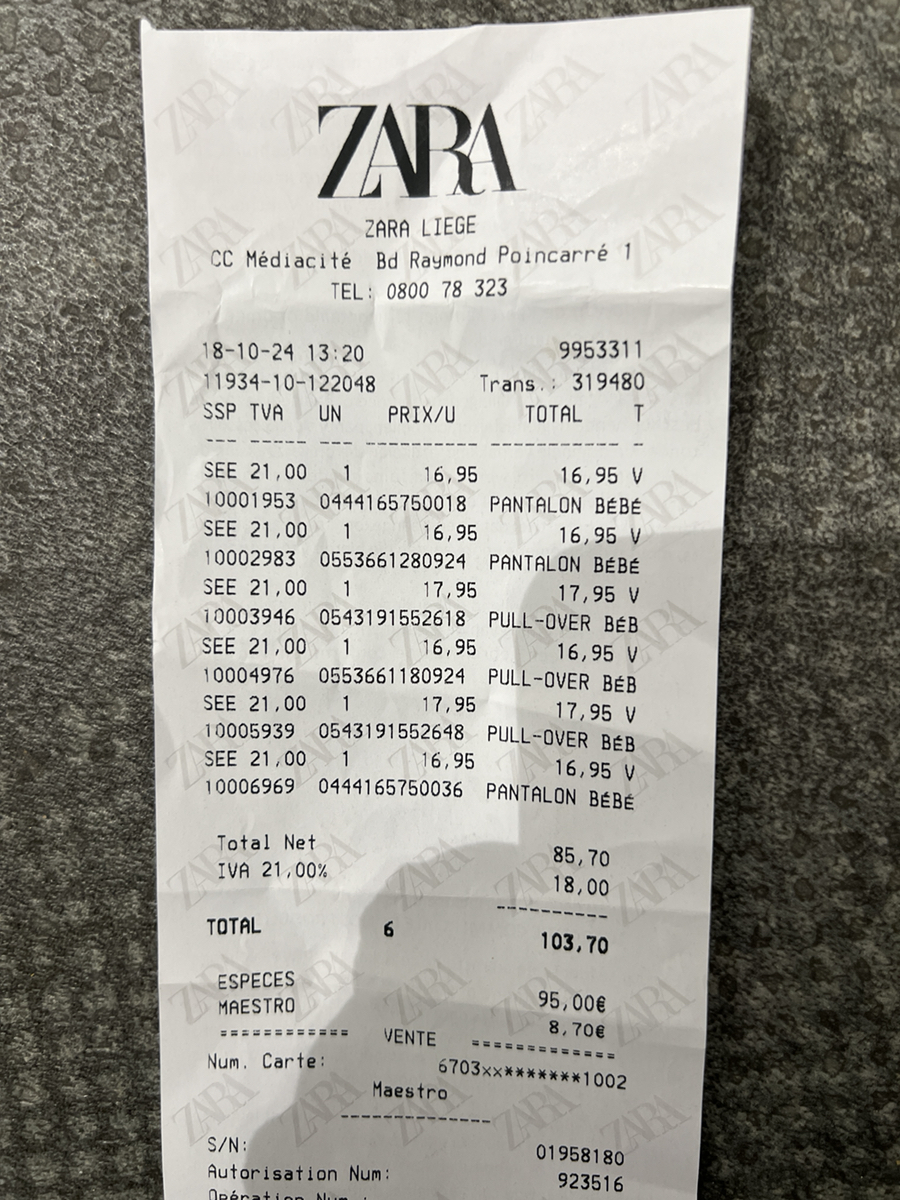 ZARA
ZARA LIEGE
CC Médiacité Bd Raymond Poincarré 1
TEL: 0800 78 323
18-10-24 13:20 9953311
11934-10-122048 Trans.: 319480
SSP TVA UN PRIX/U TOTAL T
--- ----- --- ---------- ----------- -
SEE 21,00 1 16,95 16,95 V
10001953 0444165750018 PANTALON BÉBÉ
SEE 21,00 1 16,95 16,95 V
10002983 0553661280924 PANTALON BÉBÉ
SEE 21,00 1 17,95 17,95 V
10003946 0543191552618 PULL-OVER BÉB
SEE 21,00 1 16,95 16,95 V
10004976 0553661180924 PULL-OVER BÉB
SEE 21,00 1 17,95 17,95 V
10005939 0543191552648 PULL-OVER BÉB
SEE 21,00 1 16,95 16,95 V
10006969 0444165750036 PANTALON BÉBÉ
Total Net 85,70
IVA 21,00% 18,00
----------
TOTAL 6 103,70
ESPECES 95,00€
MAESTRO 8,70€
============ VENTE =============
Num. Carte: 6703xx*******1002
Maestro
--------------
S/N: 01958180
Autorisation Num: 923516
Opération Num.: